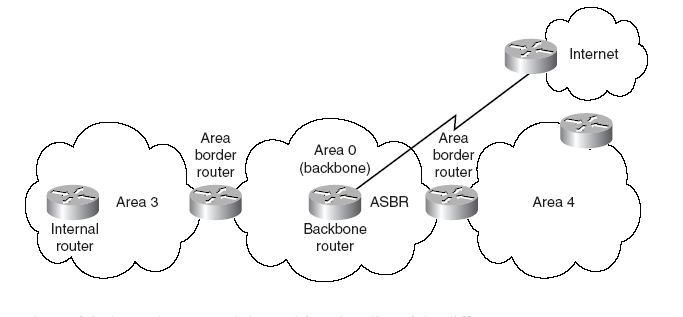 Internet
Area
border
router
Area 0
(backbone)
Area
border
router
Area 3
ASBR
Area 4
Internal
router
Backbone
router